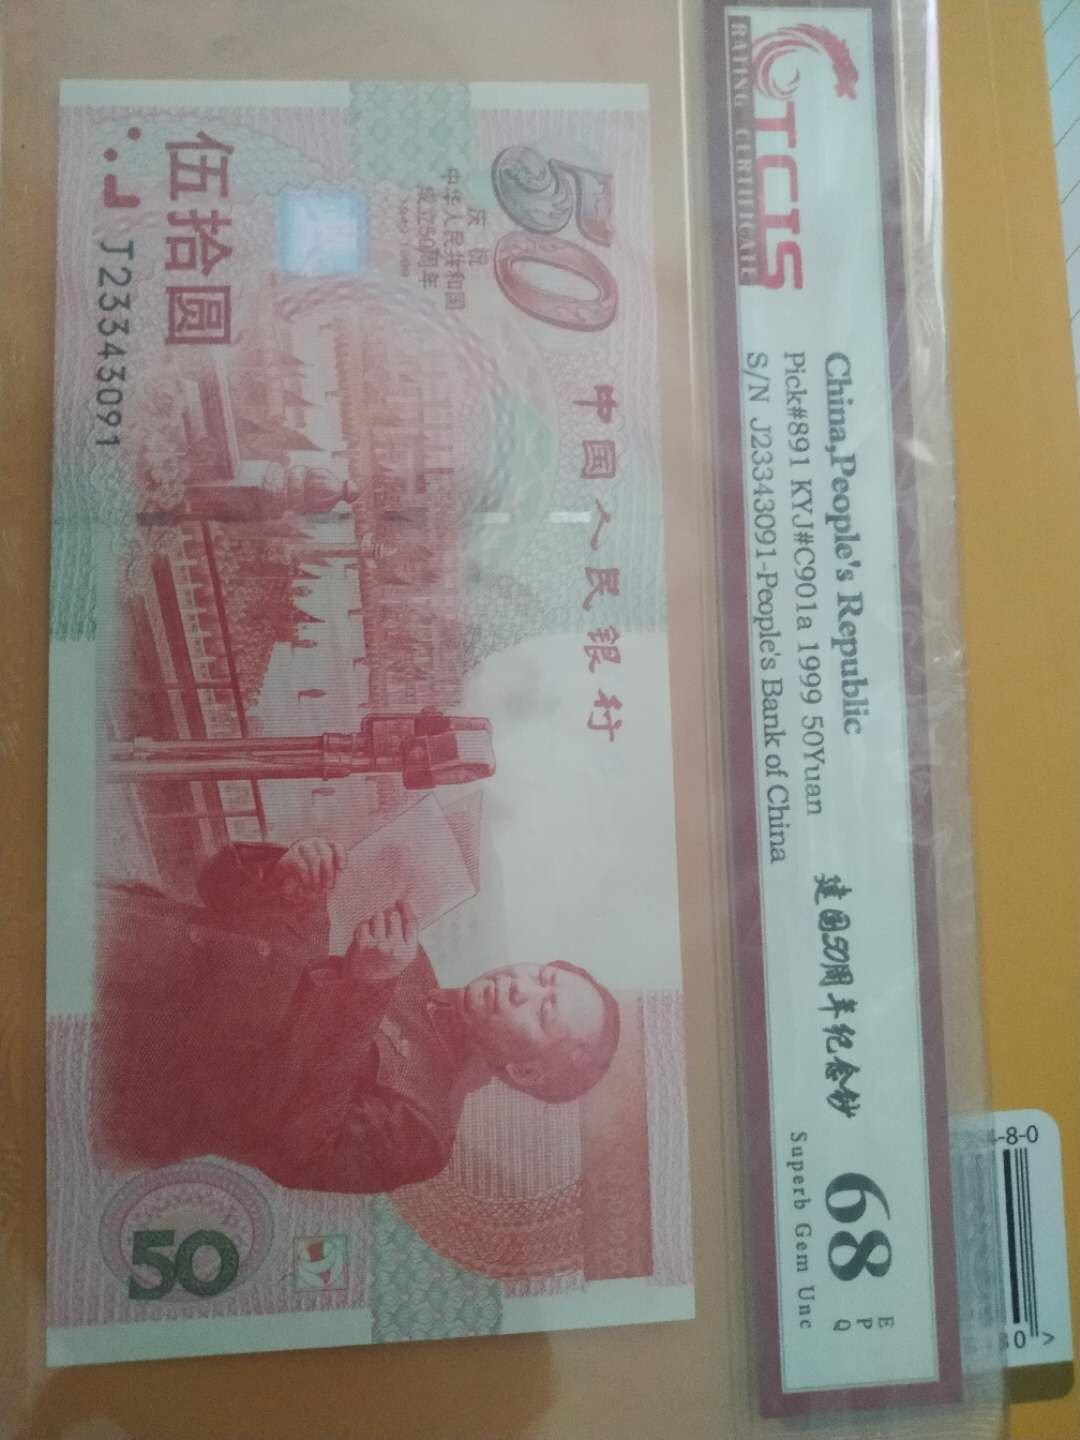 TCIS
RATING CERTIFICATE
China,People's Republic
Pick#891 KYJ#C901a 1999 50Yuan
S/N J23343091-People's Bank of China
建国50周年纪念钞
68
EPQ
Superb Gem Unc
50
中国人民银行
庆祝
中华人民共和国
成立50周年
1949-1999
伍拾圆
J23343091
50